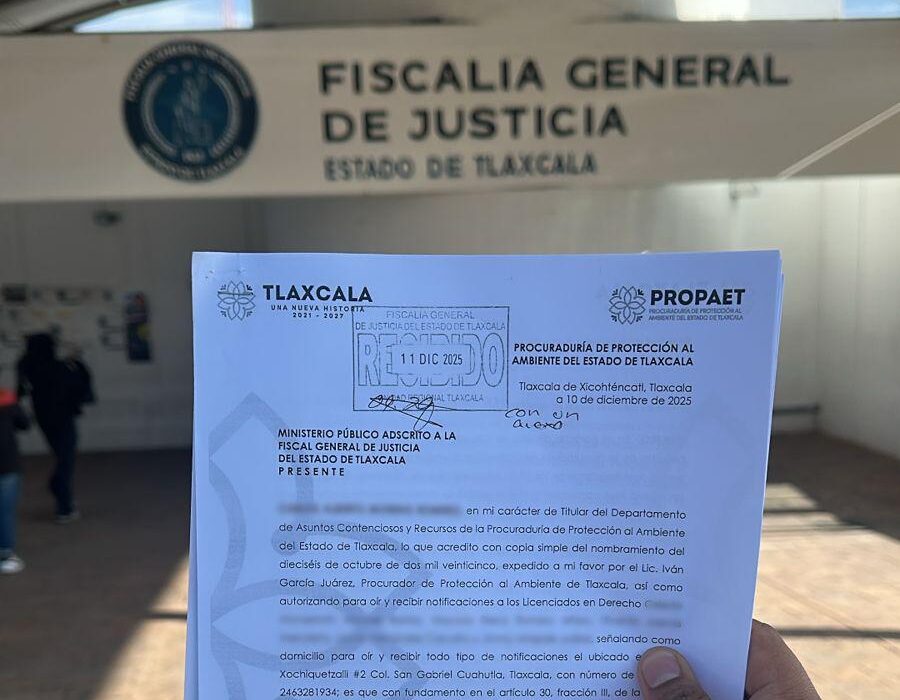 FISCALIA GENERAL
DE JUSTICIA
ESTADO DE TLAXCALA
TLAXCALA
UNA NUEVA HISTORIA
2021 - 2027
PROPAET
PROCURADURÍA DE PROTECCIÓN AL
AMBIENTE DEL ESTADO DE TLAXCALA
FISCALIA GENERAL
DE JUSTICIA DEL ESTADO DE TLAXCALA
RECIBIDO
11 DIC 2025
REGIONAL TLAXCALA
PROCURADURÍA DE PROTECCIÓN AL
AMBIENTE DEL ESTADO DE TLAXCALA
Tlaxcala de Xicohténcatl, Tlaxcala
a 10 de diciembre de 2025
con un
MINISTERIO PÚBLICO ADSCRITO A LA
FISCAL GENERAL DE JUSTICIA
DEL ESTADO DE TLAXCALA
P R E S E N T E
en mi carácter de Titular del Departamento
de Asuntos Contenciosos y Recursos de la Procuraduría de Protección al Ambiente
del Estado de Tlaxcala, lo que acredito con copia simple del nombramiento del
dieciséis de octubre de dos mil veinticinco, expedido a mi favor por el Lic. Iván
García Juárez, Procurador de Protección al Ambiente de Tlaxcala, así como
autorizando para oír y recibir notificaciones a los Licenciados en Derecho
señalando como
domicilio para oír y recibir todo tipo de notificaciones el ubicado e
Xochiquetzalli #2 Col. San Gabriel Cuahutla, Tlaxcala, con número de
2463281934; es que con fundamento en el artículo 30, fracción III, de la